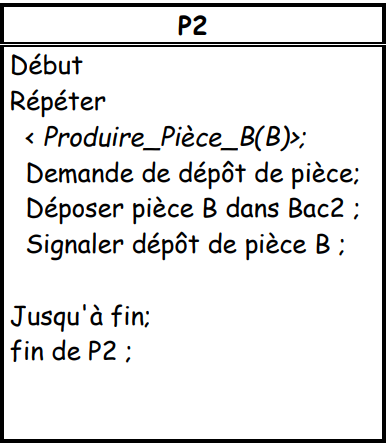 P2
Début
Répéter
< Produire_Pièce_B(B)>;
Demande de dépôt de pièce;
Déposer pièce B dans Bac2 ;
Signaler dépôt de pièce B ;
Jusqu'à fin;
fin de P2 ;